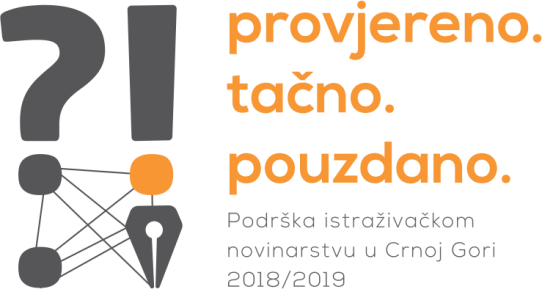 ?!
provjereno.
tačno.
pouzdano.
Podrška istraživačkom
novinarstvu u Crnoj Gori
2018/2019